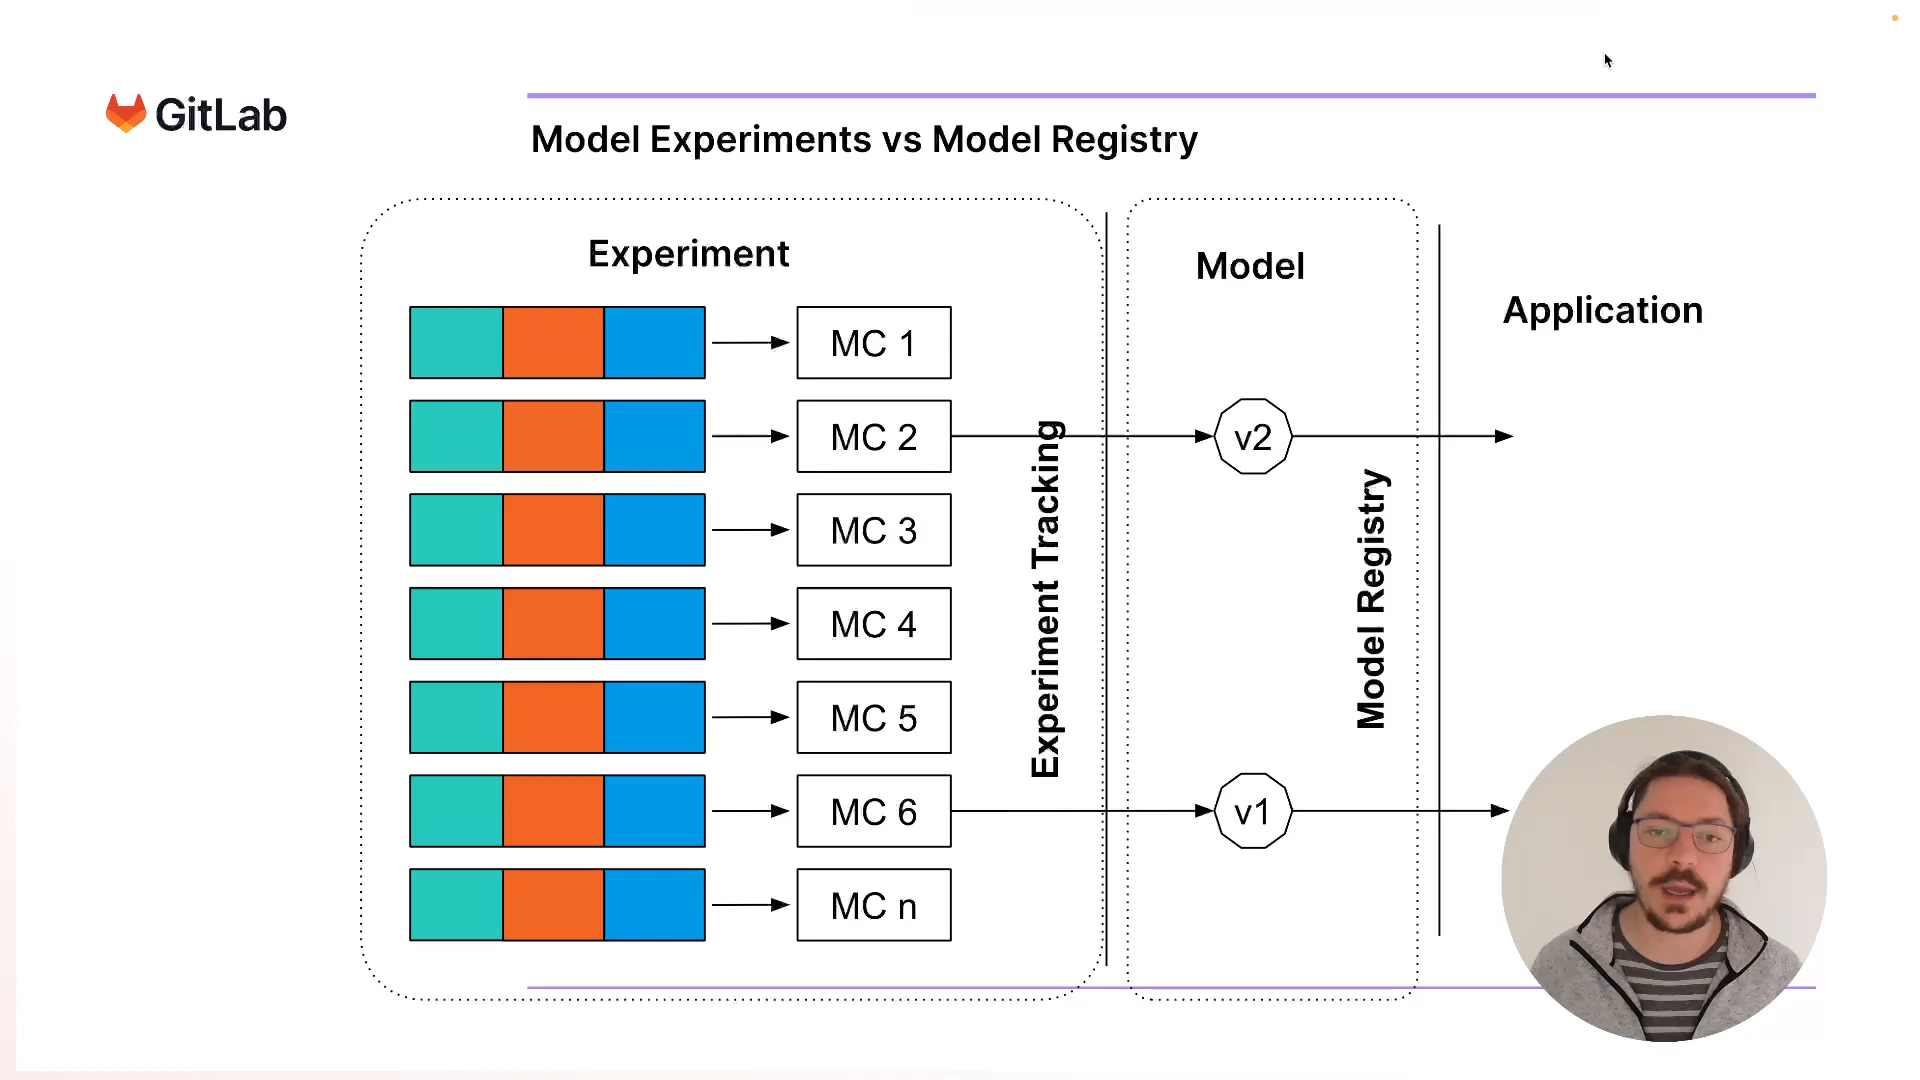 GitLab
Model Experiments vs Model Registry
Experiment
Model
Application
MC 1
MC 2
v2
MC 3
MC 4
MC 5
MC 6
v1
MC n
Experiment Tracking
Model Registry